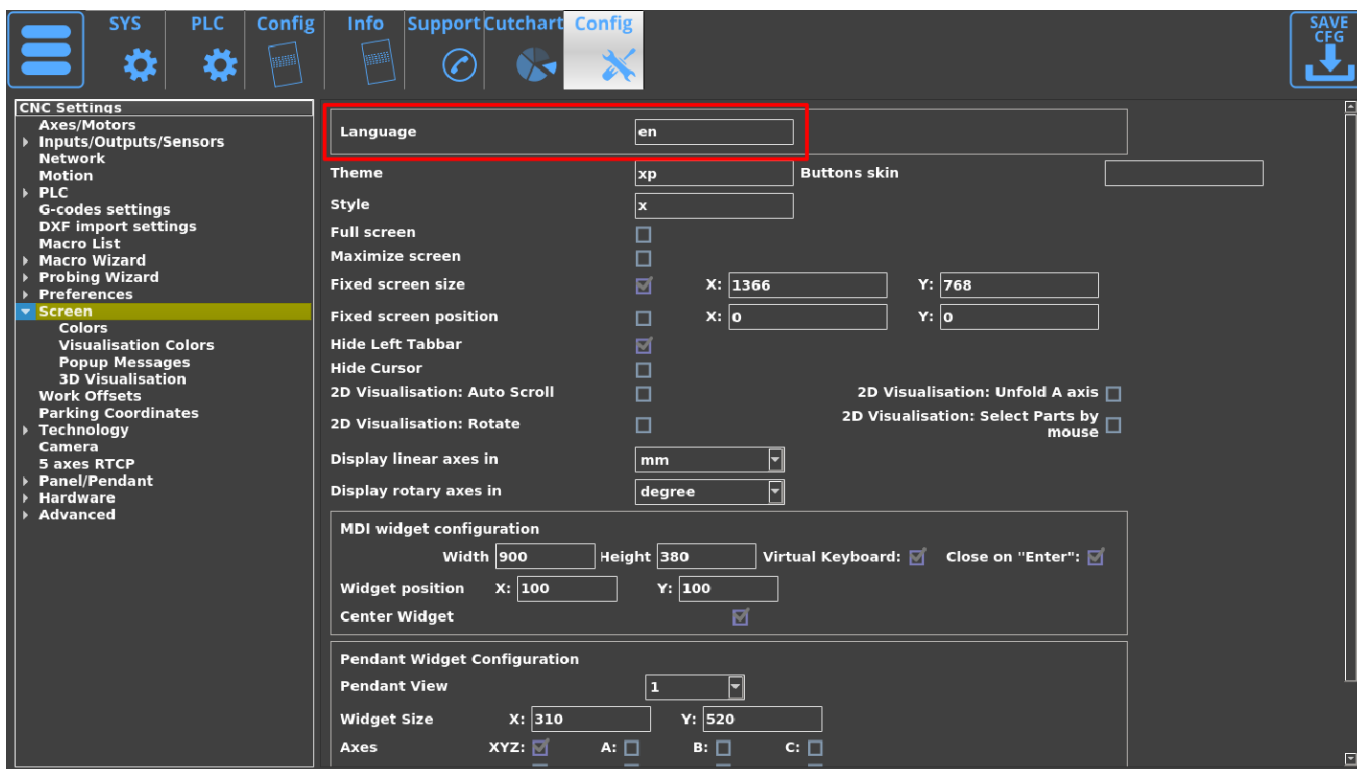 SYS PLC Config Info Support Cutchart Config SAVE
CFG
CNC Settings
Axes/Motors
Inputs/Outputs/Sensors
Network
Motion
PLC
G-codes settings
DXF import settings
Macro List
Macro Wizard
Probing Wizard
Preferences
Screen
Colors
Visualisation Colors
Popup Messages
3D Visualisation
Work Offsets
Parking Coordinates
Technology
Camera
5 axes RTCP
Panel/Pendant
Hardware
Advanced
Language en
Theme xp Buttons skin
Style x
Full screen
Maximize screen
Fixed screen size X: 1366 Y: 768
Fixed screen position X: 0 Y: 0
Hide Left Tabbar
Hide Cursor
2D Visualisation: Auto Scroll 2D Visualisation: Unfold A axis
2D Visualisation: Rotate 2D Visualisation: Select Parts by
mouse
Display linear axes in mm
Display rotary axes in degree
MDI widget configuration
Width 900 Height 380 Virtual Keyboard: Close on "Enter":
Widget position X: 100 Y: 100
Center Widget
Pendant Widget Configuration
Pendant View 1
Widget Size X: 310 Y: 520
Axes XYZ: A: B: C: